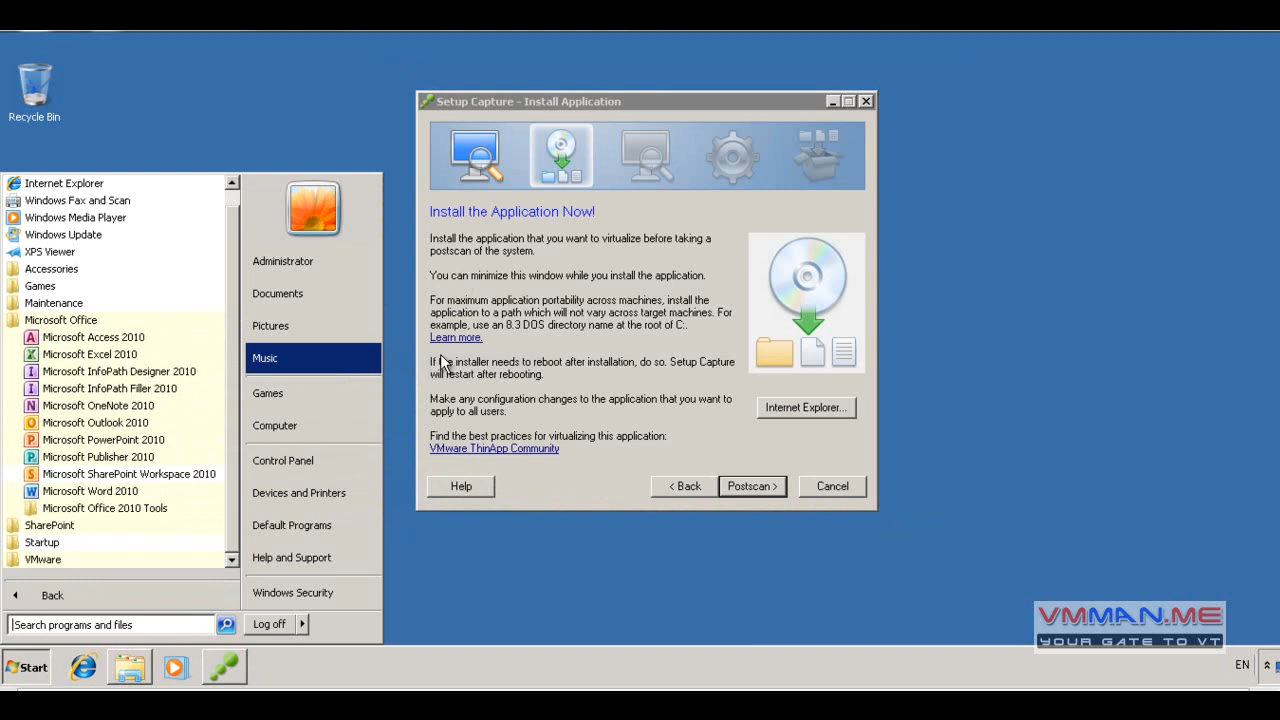 Recycle Bin
Internet Explorer
Windows Fax and Scan
Windows Media Player
Windows Update
XPS Viewer
Accessories
Games
Maintenance
Microsoft Office
Microsoft Access 2010
Microsoft Excel 2010
Microsoft InfoPath Designer 2010
Microsoft InfoPath Filler 2010
Microsoft OneNote 2010
Microsoft Outlook 2010
Microsoft PowerPoint 2010
Microsoft Publisher 2010
Microsoft SharePoint Workspace 2010
Microsoft Word 2010
Microsoft Office 2010 Tools
SharePoint
Startup
VMware
Back
Search programs and files
Administrator
Documents
Pictures
Music
Games
Computer
Control Panel
Devices and Printers
Default Programs
Help and Support
Windows Security
Log off
Setup Capture - Install Application
Install the Application Now!
Install the application that you want to virtualize before taking a
postscan of the system.
You can minimize this window while you install the application.
For maximum application portability across machines, install the
application to a path which will not vary across target machines. For
example, use an 8.3 DOS directory name at the root of C:.
Learn more.
If the installer needs to reboot after installation, do so. Setup Capture
will restart after rebooting.
Make any configuration changes to the application that you want to
apply to all users.
Internet Explorer...
Find the best practices for virtualizing this application:
VMware ThinApp Community
Help
< Back
Postscan >
Cancel
VMMAN.ME
YOUR GATE TO VT
Start
EN